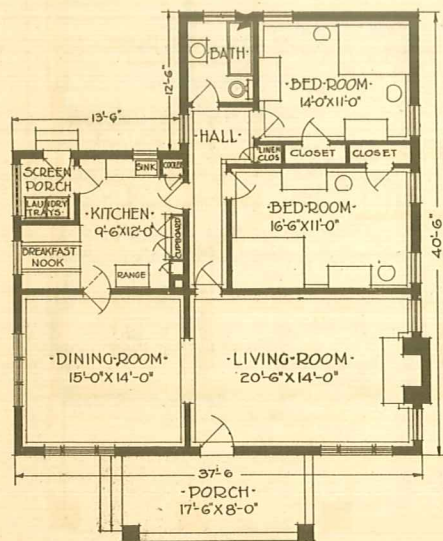 12'-6"
BATH
BED-ROOM
14'-0"X11'-0"
13'-6"
HALL
SCREEN
PORCH
SINK
COOLER
LINEN
CLOS
CLOSET
CLOSET
LAUNDRY
TRAYS
KITCHEN
9'-6"X12'-0"
CUPBOARD
BED-ROOM
16'-6"X11'-0"
40'-6"
BREAKFAST
NOOK
RANGE
DINING-ROOM
15'-0"X14'-0"
LIVING-ROOM
20'-6"X14'-0"
37'-6
PORCH
17'-6"X8'-0"